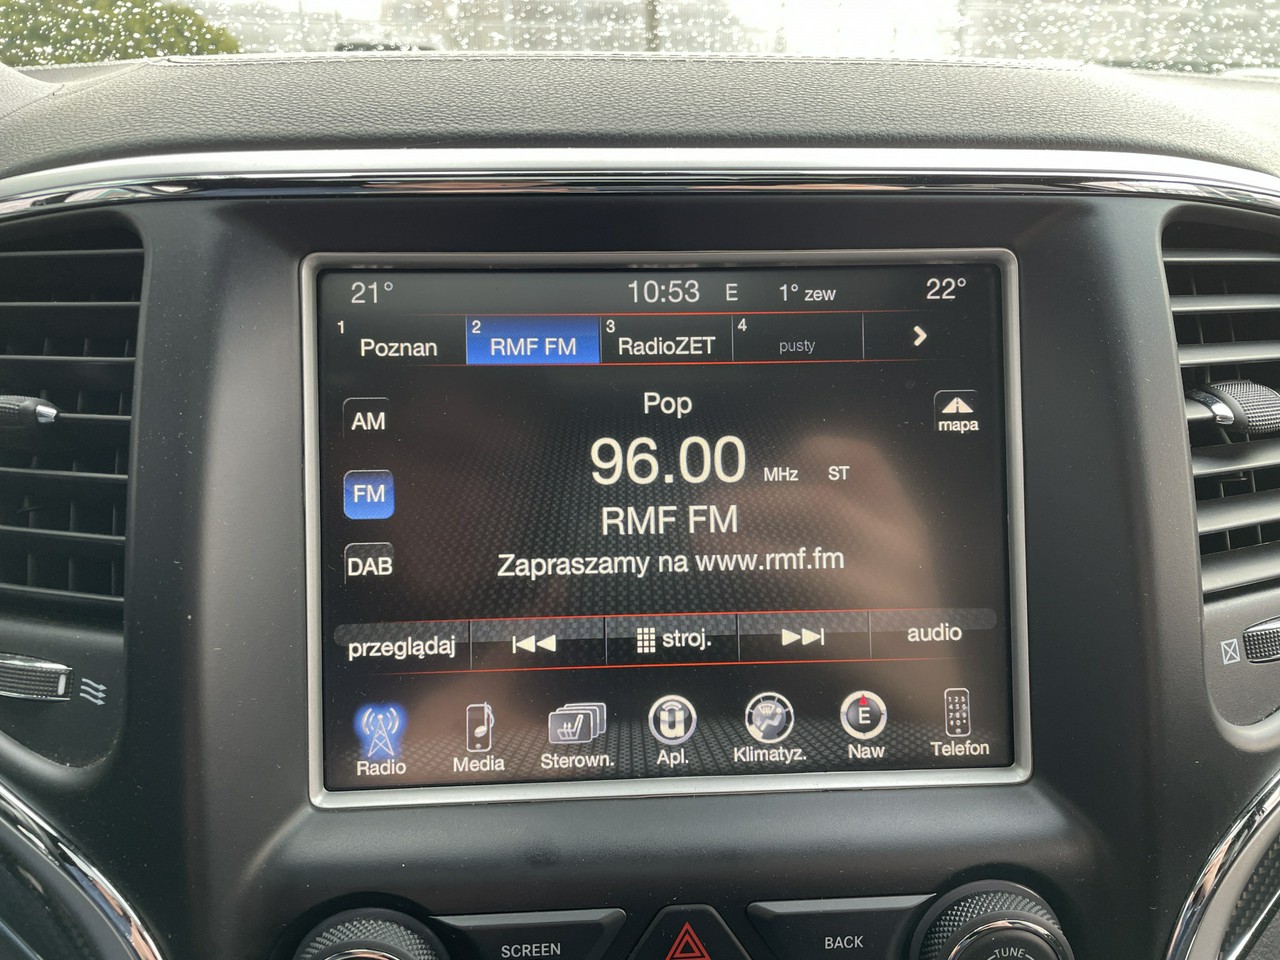 21° 10:53 E 1° zew 22°
1 Poznan 2 RMF FM 3 RadioZET 4 pusty
Pop
AM
mapa
96.00 MHz ST
FM
RMF FM
DAB
Zapraszamy na www.rmf.fm
przeglądaj stroj. audio
E
Radio Media Sterown. Apl. Klimatyz. Naw Telefon
SCREEN BACK TUNE